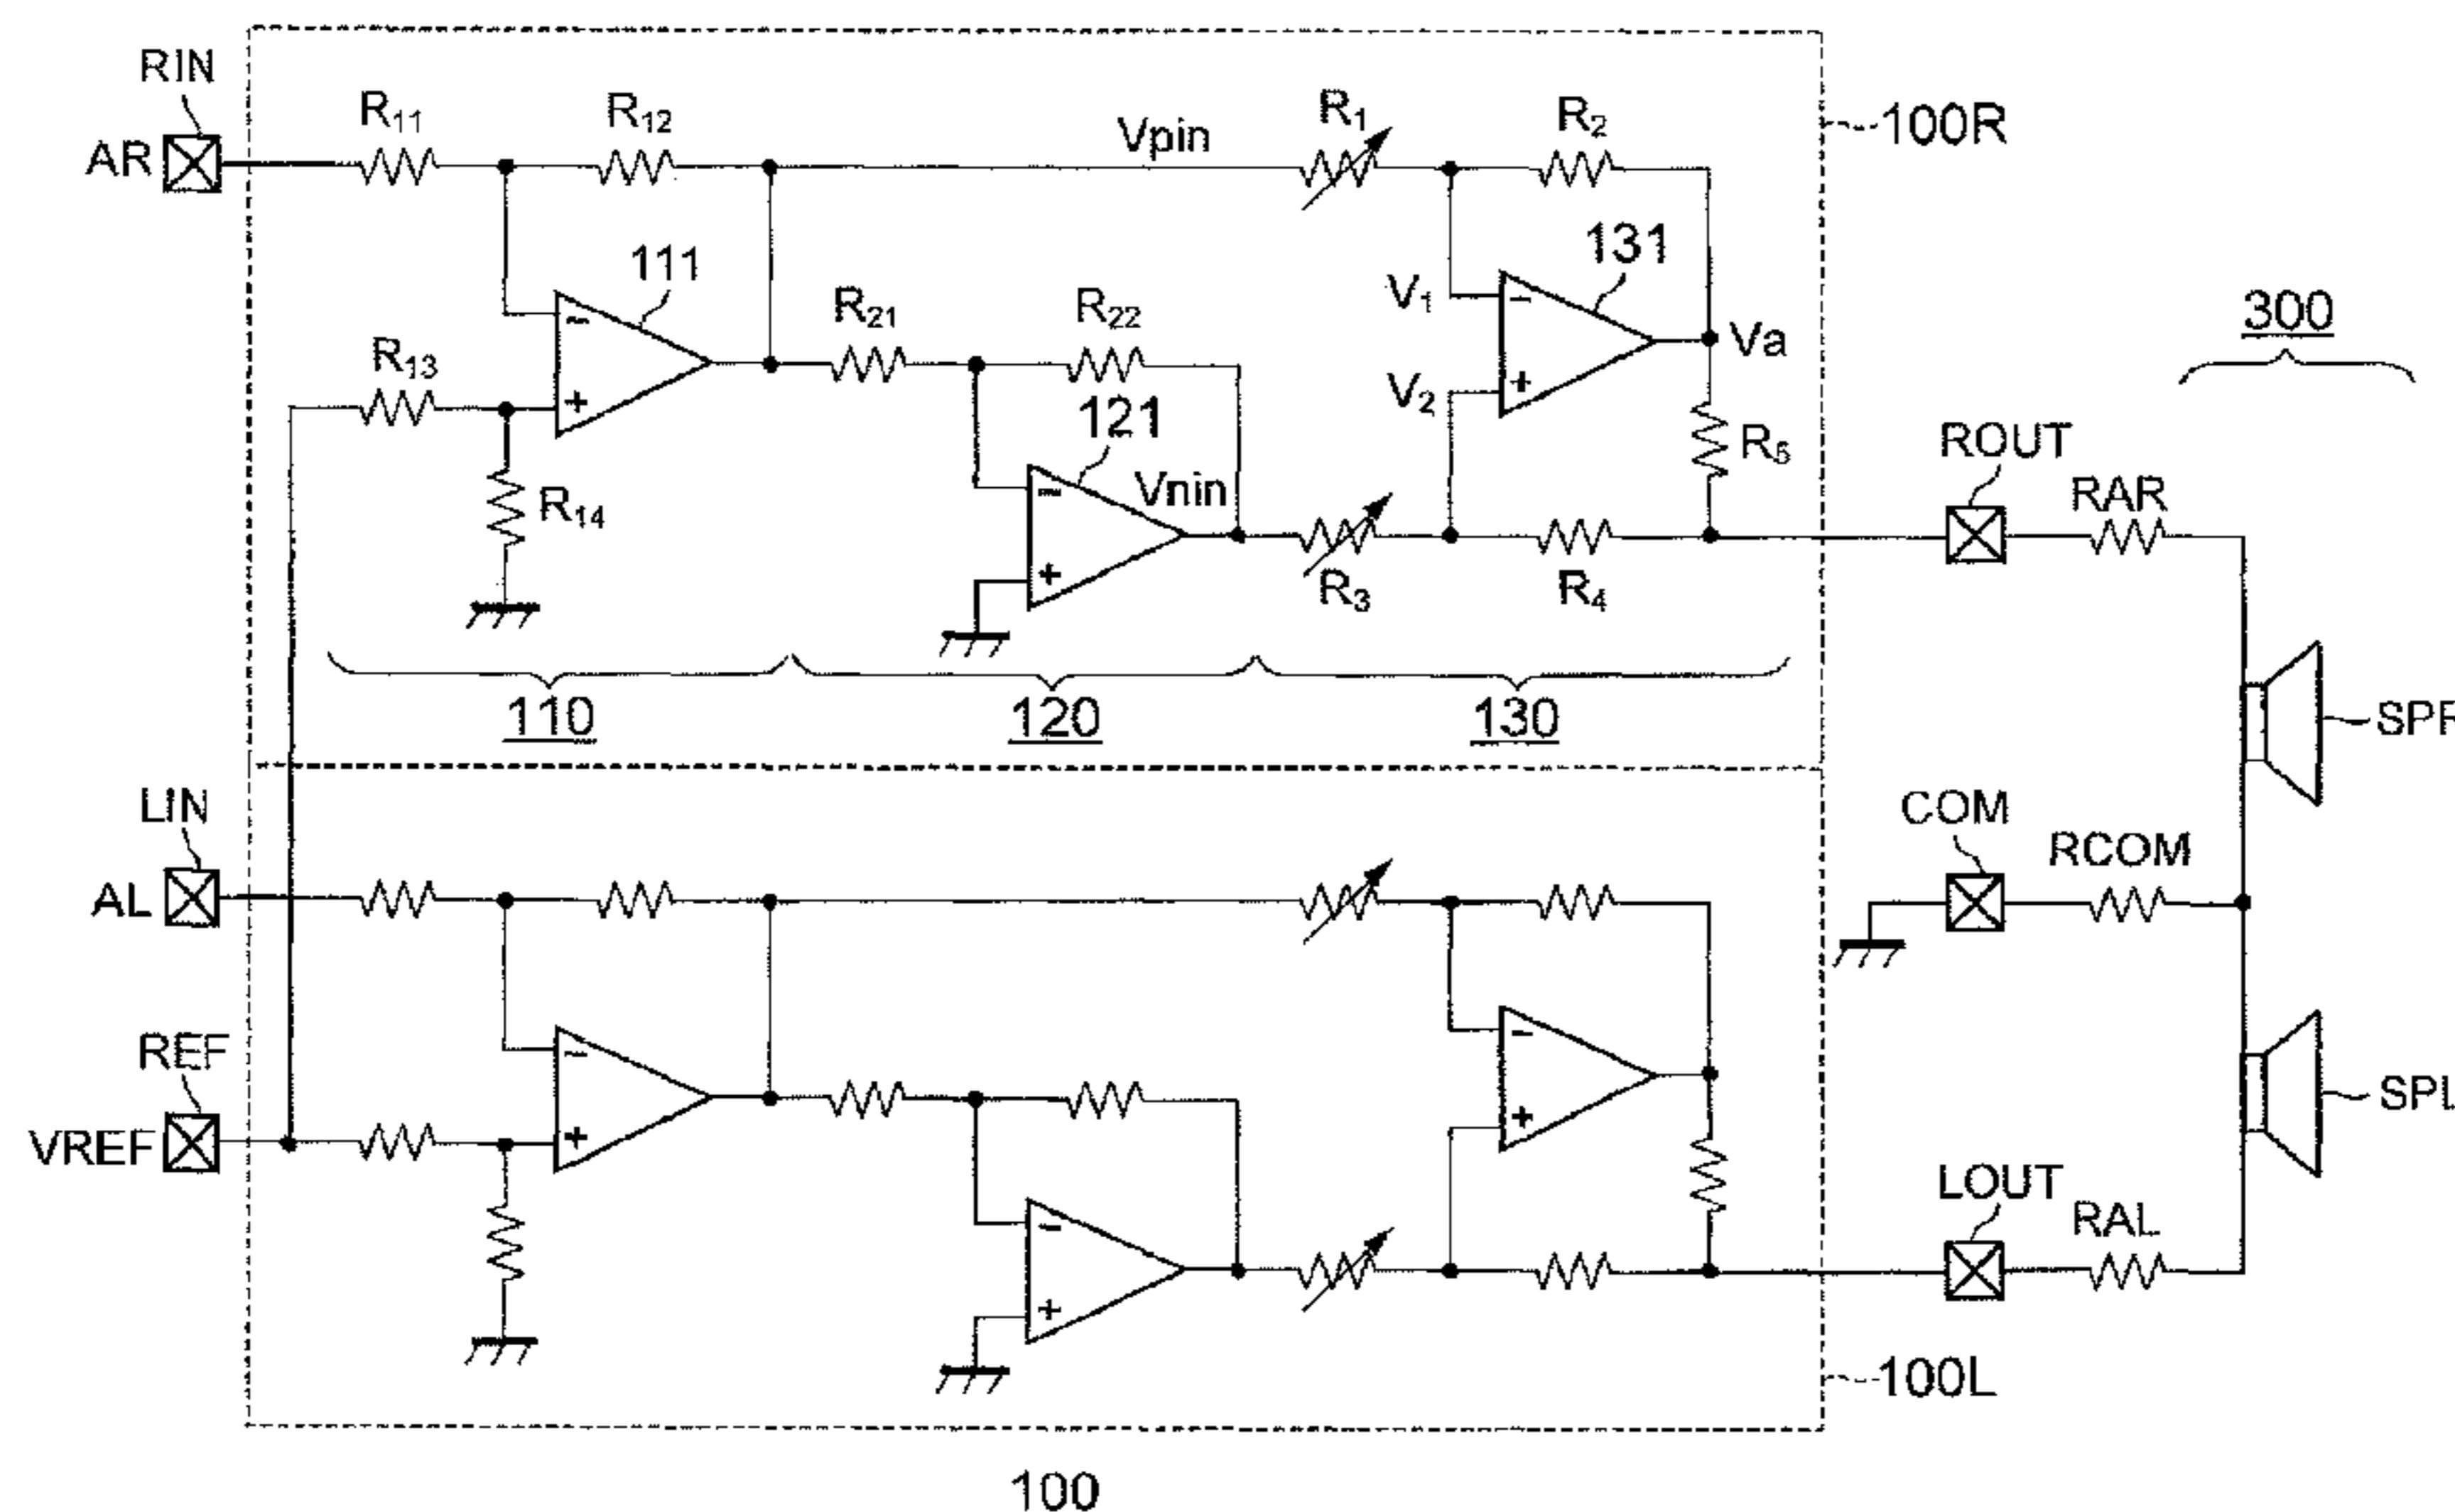 RIN
AR
R11
R12
Vpin
R1
R2
100R
111
R13
R14
R21
R22
121
Vnin
V1
V2
131
Va
R5
R3
R4
ROUT
RAR
300
110
120
130
SPR
LIN
AL
COM
RCOM
REF
VREF
LOUT
RAL
SPL
100L
100